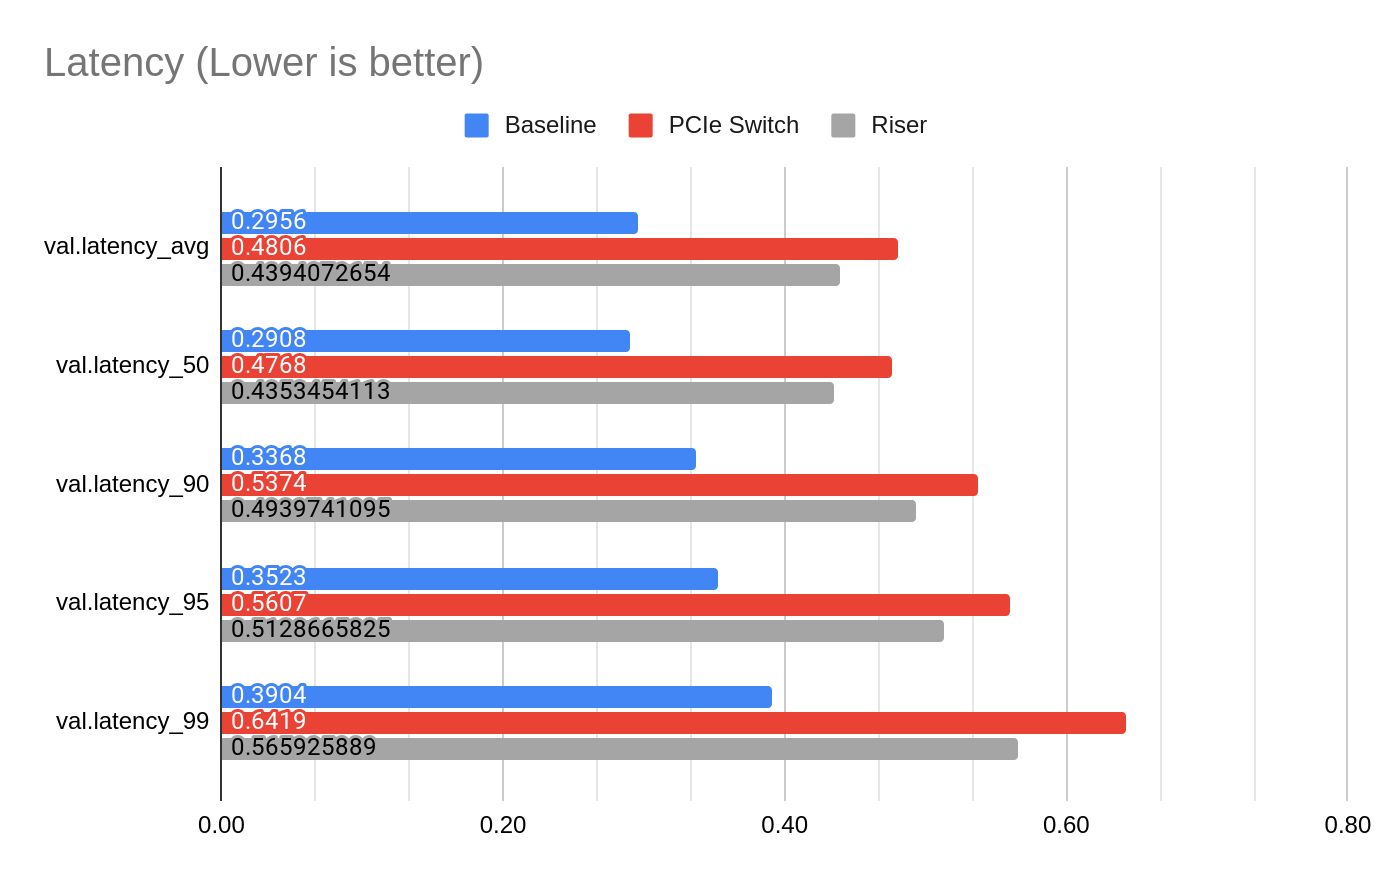 Latency (Lower is better)
Baseline PCIe Switch Riser
val.latency_avg
0.2956
0.4806
0.4394072654
val.latency_50
0.2908
0.4768
0.4353454113
val.latency_90
0.3368
0.5374
0.4939741095
val.latency_95
0.3523
0.5607
0.5128665825
val.latency_99
0.3904
0.6419
0.565925889
0.00 0.20 0.40 0.60 0.80